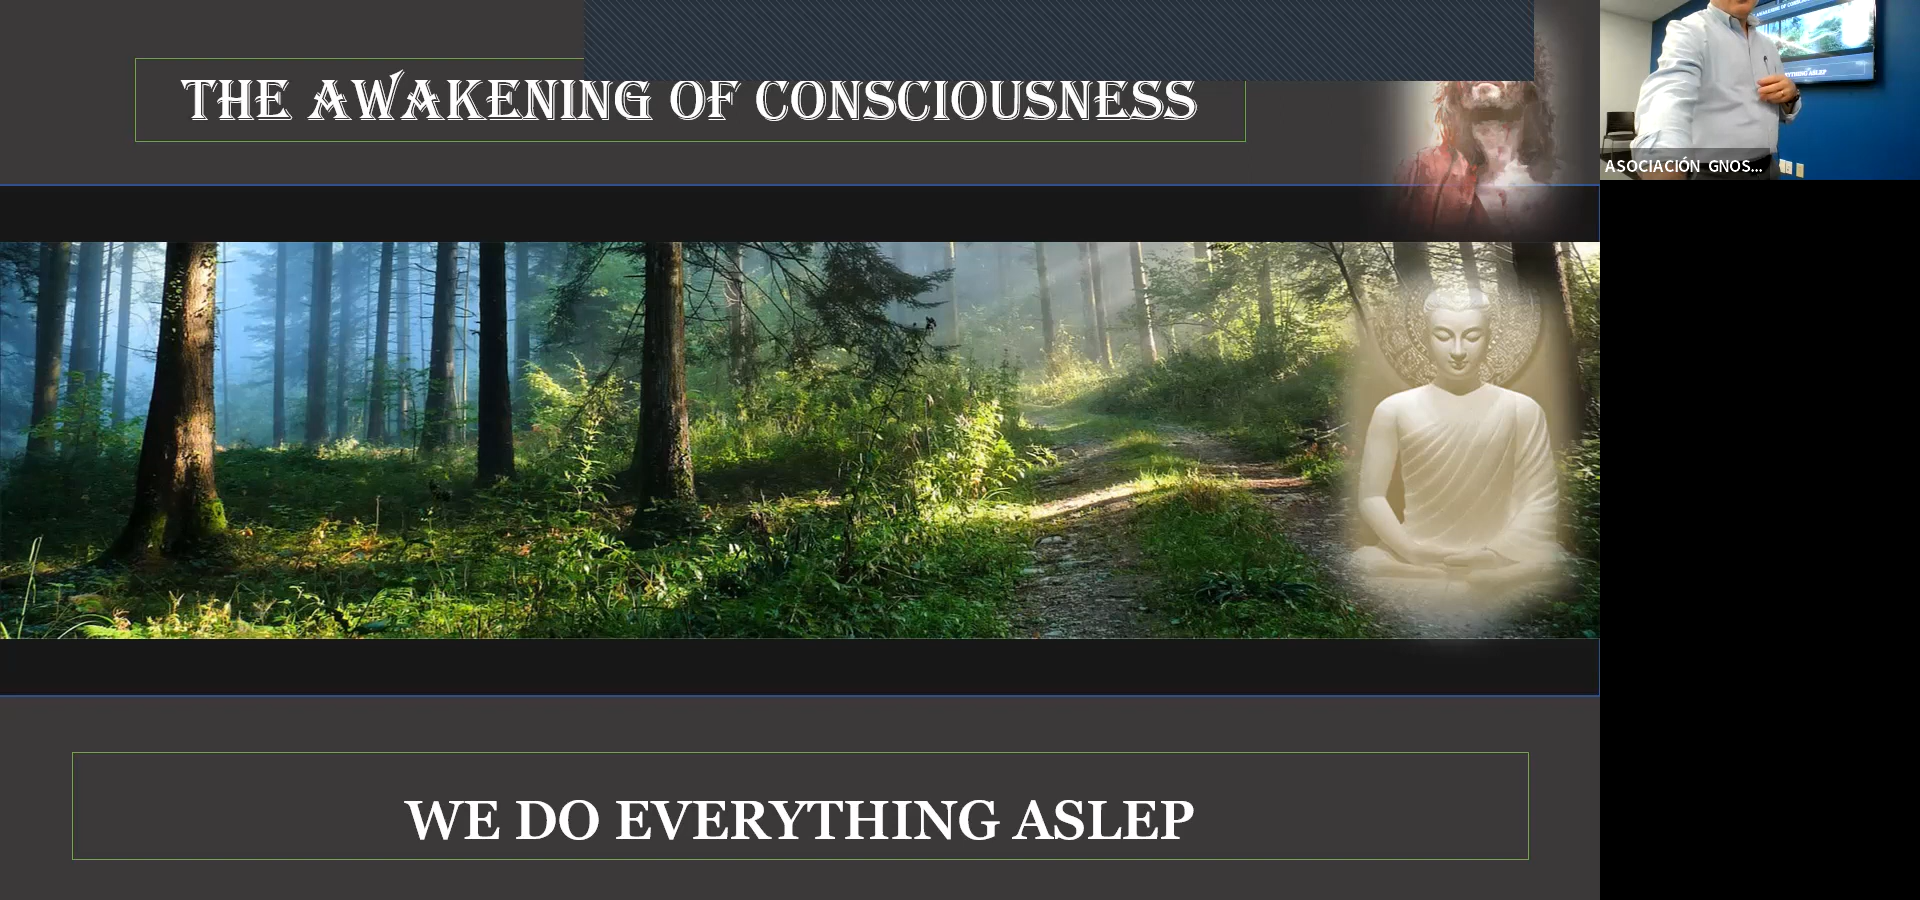 THE AWAKENING OF CONSCIOUSNESS
ASOCIACIÓN GNOS...
WE DO EVERYTHING ASLEP